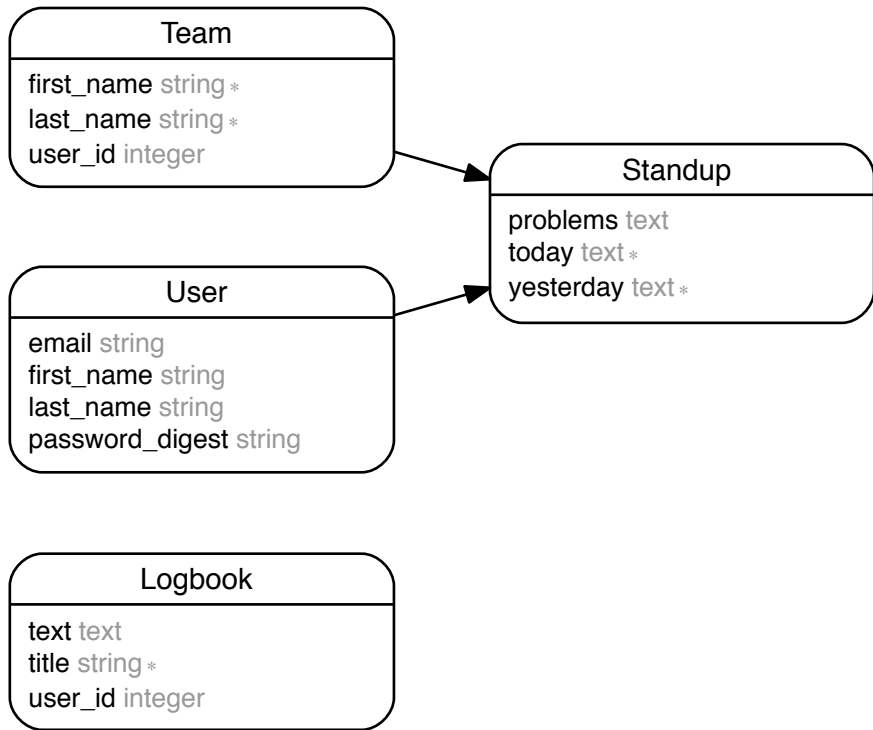 Team
first_name string *
last_name string *
user_id integer
Standup
problems text
today text *
yesterday text *
User
email string
first_name string
last_name string
password_digest string
Logbook
text text
title string *
user_id integer